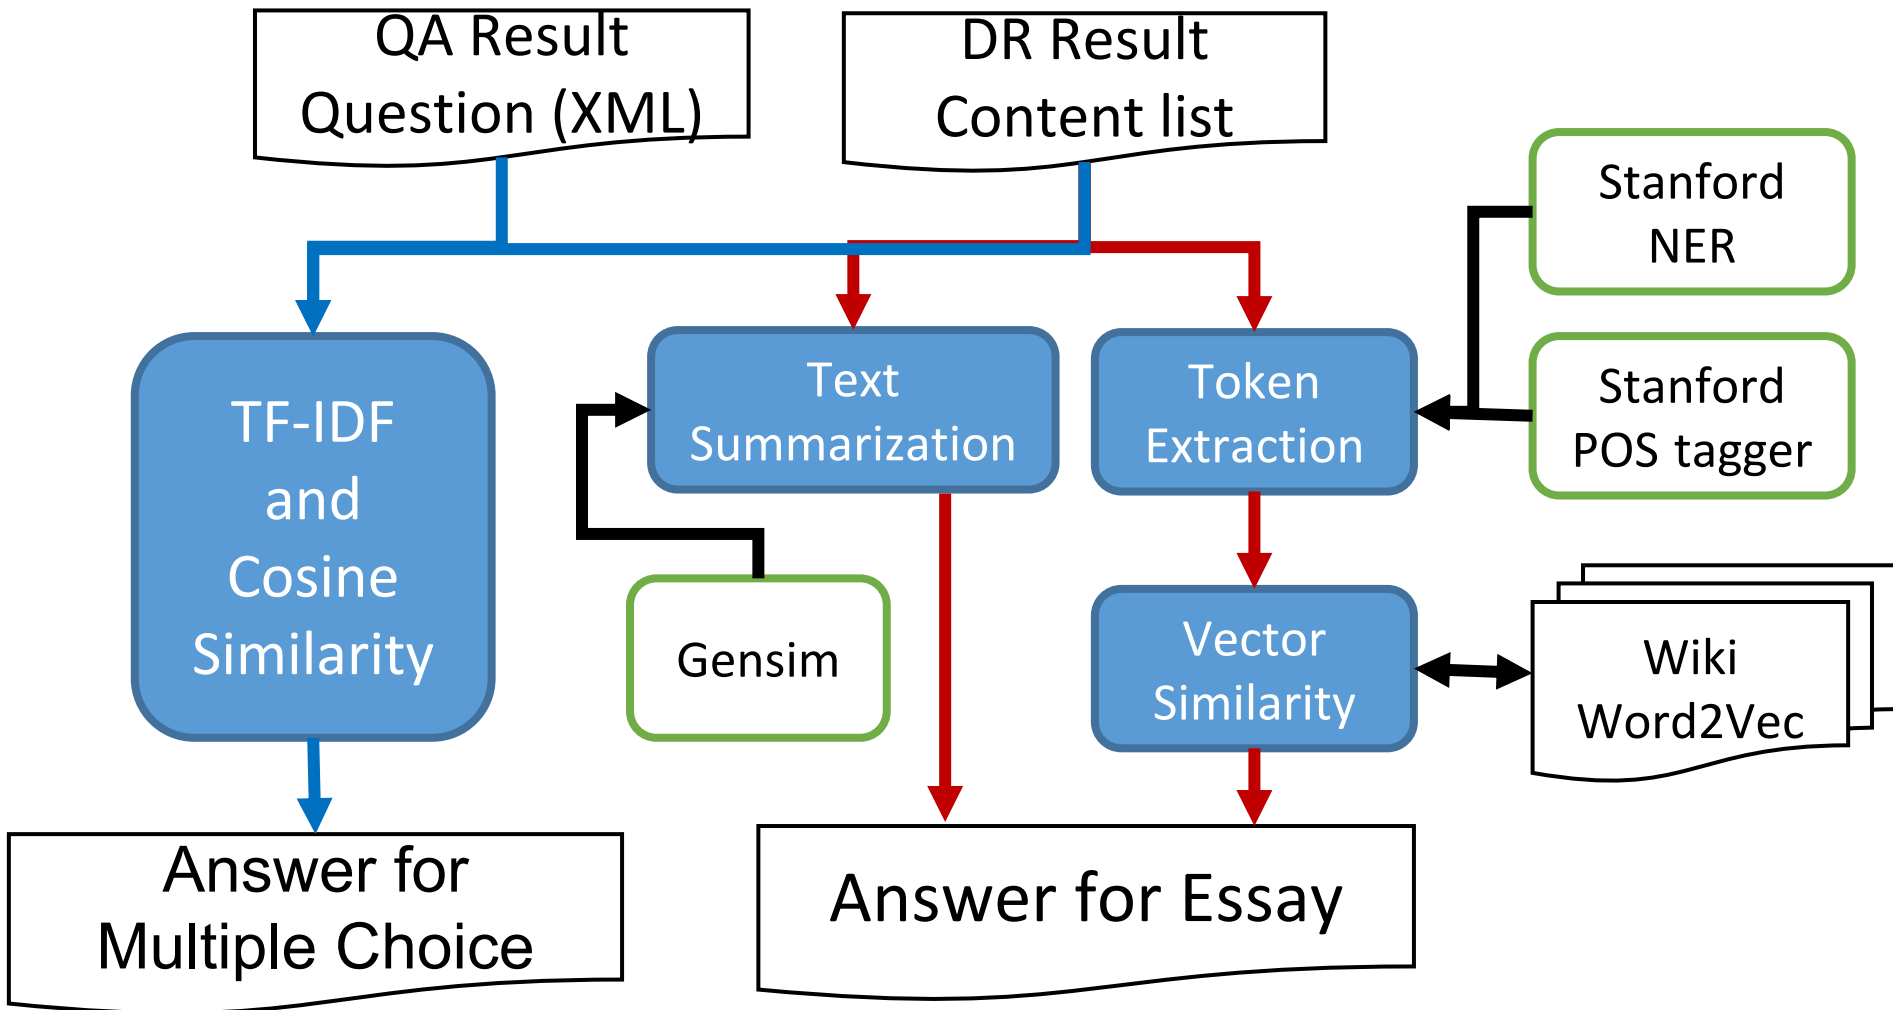 QA Result
Question (XML)
DR Result
Content list
Stanford
NER
Stanford
POS tagger
TF-IDF
and
Cosine
Similarity
Text
Summarization
Token
Extraction
Gensim
Vector
Similarity
Wiki
Word2Vec
Answer for
Multiple Choice
Answer for Essay